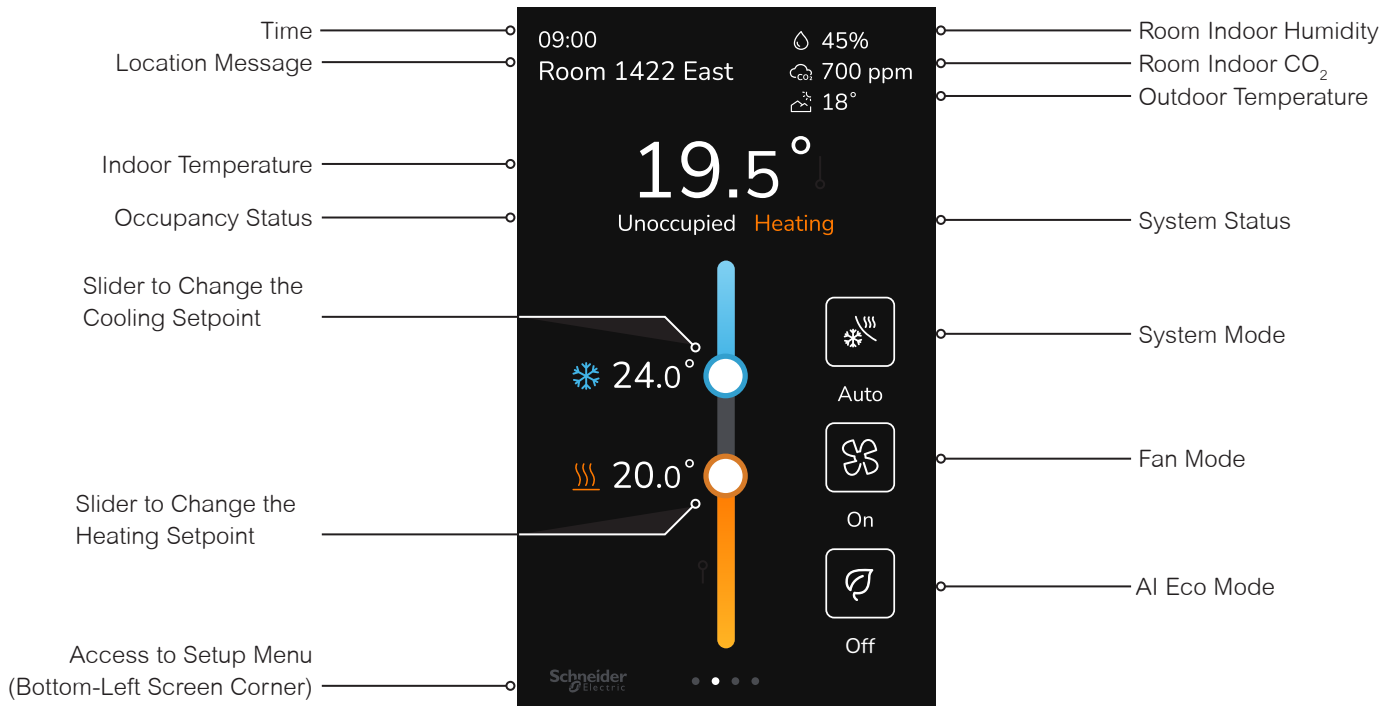 Time
Location Message
Indoor Temperature
Occupancy Status
Slider to Change the
Cooling Setpoint
Slider to Change the
Heating Setpoint
Access to Setup Menu
(Bottom-Left Screen Corner)
09:00
Room 1422 East
45%
700 ppm
18°
19.5°
Unoccupied Heating
24.0°
20.0°
Auto
On
Off
Schneider
Electric
CO₂
Room Indoor Humidity
Room Indoor CO₂
Outdoor Temperature
System Status
System Mode
Fan Mode
AI Eco Mode